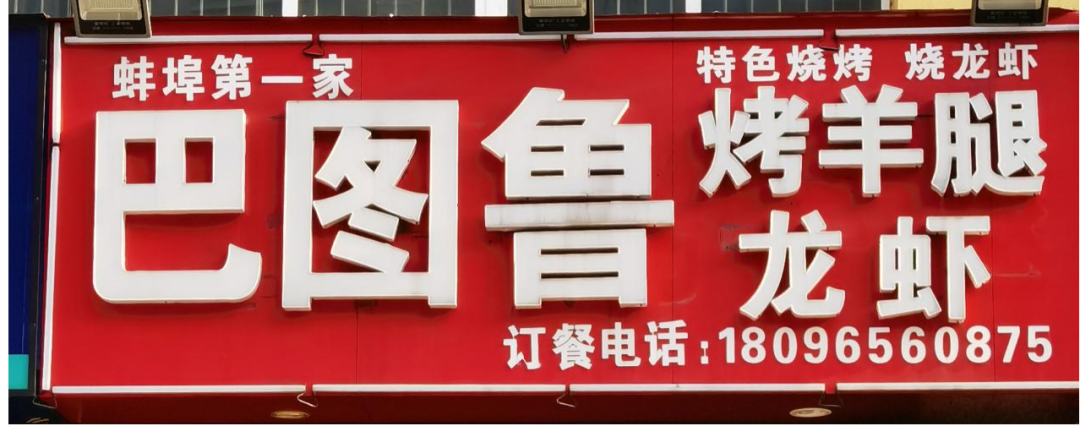 蚌埠第一家
巴图鲁
特色烧烤 烧龙虾
烤羊腿
龙虾
订餐电话:18096560875